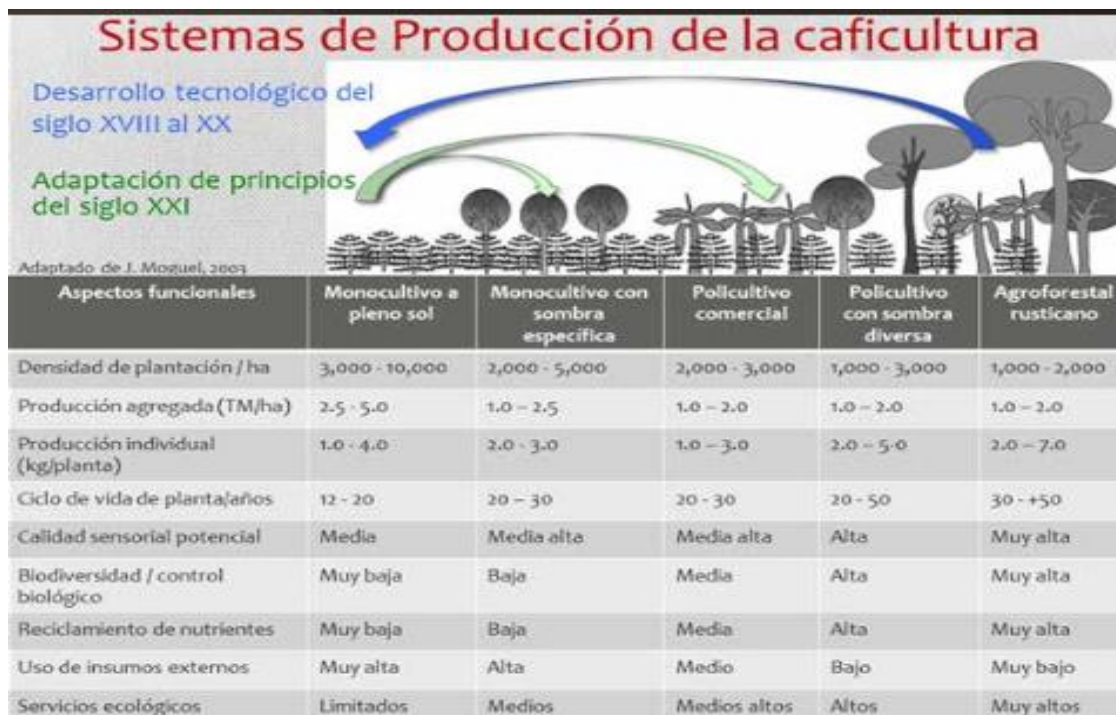 Sistemas de Producción de la caficultura
Desarrollo tecnológico del
siglo XVIII al XX
Adaptación de principios
del siglo XXI
Adaptado de J. Moguel, 2003
Aspectos funcionales Monocultivo a pleno sol Monocultivo con sombra específica Policultivo comercial Policultivo con sombra diversa Agroforestal rusticano
Densidad de plantación / ha 3,000 - 10,000 2,000 - 5,000 2,000 - 3,000 1,000 - 3,000 1,000 - 2,000
Producción agregada (TM/ha) 2.5 - 5.0 1.0 – 2.5 1.0 – 2.0 1.0 – 2.0 1.0 – 2.0
Producción individual (kg/planta) 1.0 - 4.0 2.0 - 3.0 1.0 – 3.0 2.0 – 5.0 2.0 – 7.0
Ciclo de vida de planta/años 12 - 20 20 – 30 20 - 30 20 - 50 30 - +50
Calidad sensorial potencial Media Media alta Media alta Alta Muy alta
Biodiversidad / control biológico Muy baja Baja Media Alta Muy alta
Reciclamiento de nutrientes Muy baja Baja Media Alta Muy alta
Uso de insumos externos Muy alta Alta Medio Bajo Muy bajo
Servicios ecológicos Limitados Medios Medios altos Altos Muy altos